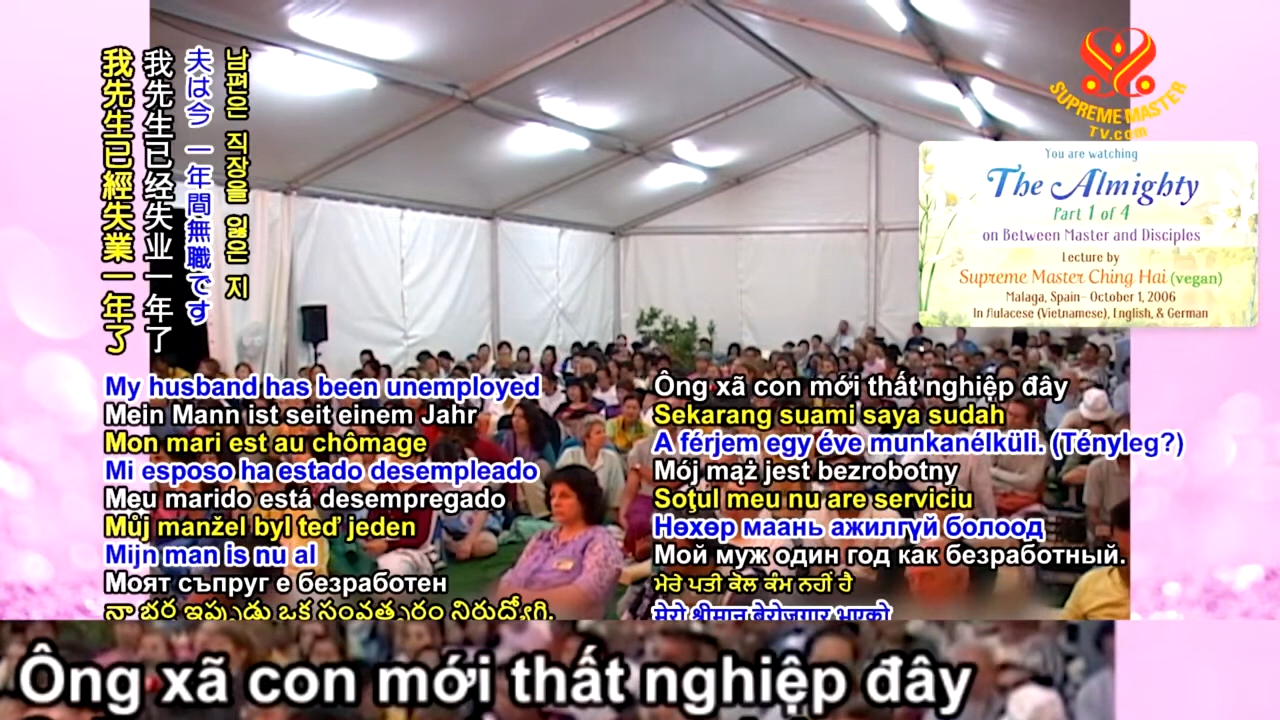 我先生已經失業一年了
我先生已经失业一年了
夫は今 一年間無職です
남편은 직장을 잃은 지
SUPREME MASTER
TV.com
You are watching
The Almighty
Part 1 of 4
on Between Master and Disciples
Lecture by
Supreme Master Ching Hai (vegan)
Malaga, Spain– October 1, 2006
In Aulacese (Vietnamese), English, & German
My husband has been unemployed
Mein Mann ist seit einem Jahr
Mon mari est au chômage
Mi esposo ha estado desempleado
Meu marido está desempregado
Můj manžel byl teď jeden
Mijn man is nu al
Моят съпруг е безработен
నా భర్త ఇప్పుడు ఒక సంవత్సరం నిరుద్యోగి.
Ông xã con mới thất nghiệp đây
Sekarang suami saya sudah
A férjem egy éve munkanélküli. (Tényleg?)
Mój mąż jest bezrobotny
Soţul meu nu are serviciu
Нөхөр маань ажилгүй болоод
Мой муж один год как безработный.
ਮੇਰੇ ਪਤੀ ਕੋਲ ਕੰਮ ਨਹੀਂ ਹੈ
मेरो श्रीमान बेरोजगार भएको
Ông xã con mới thất nghiệp đây